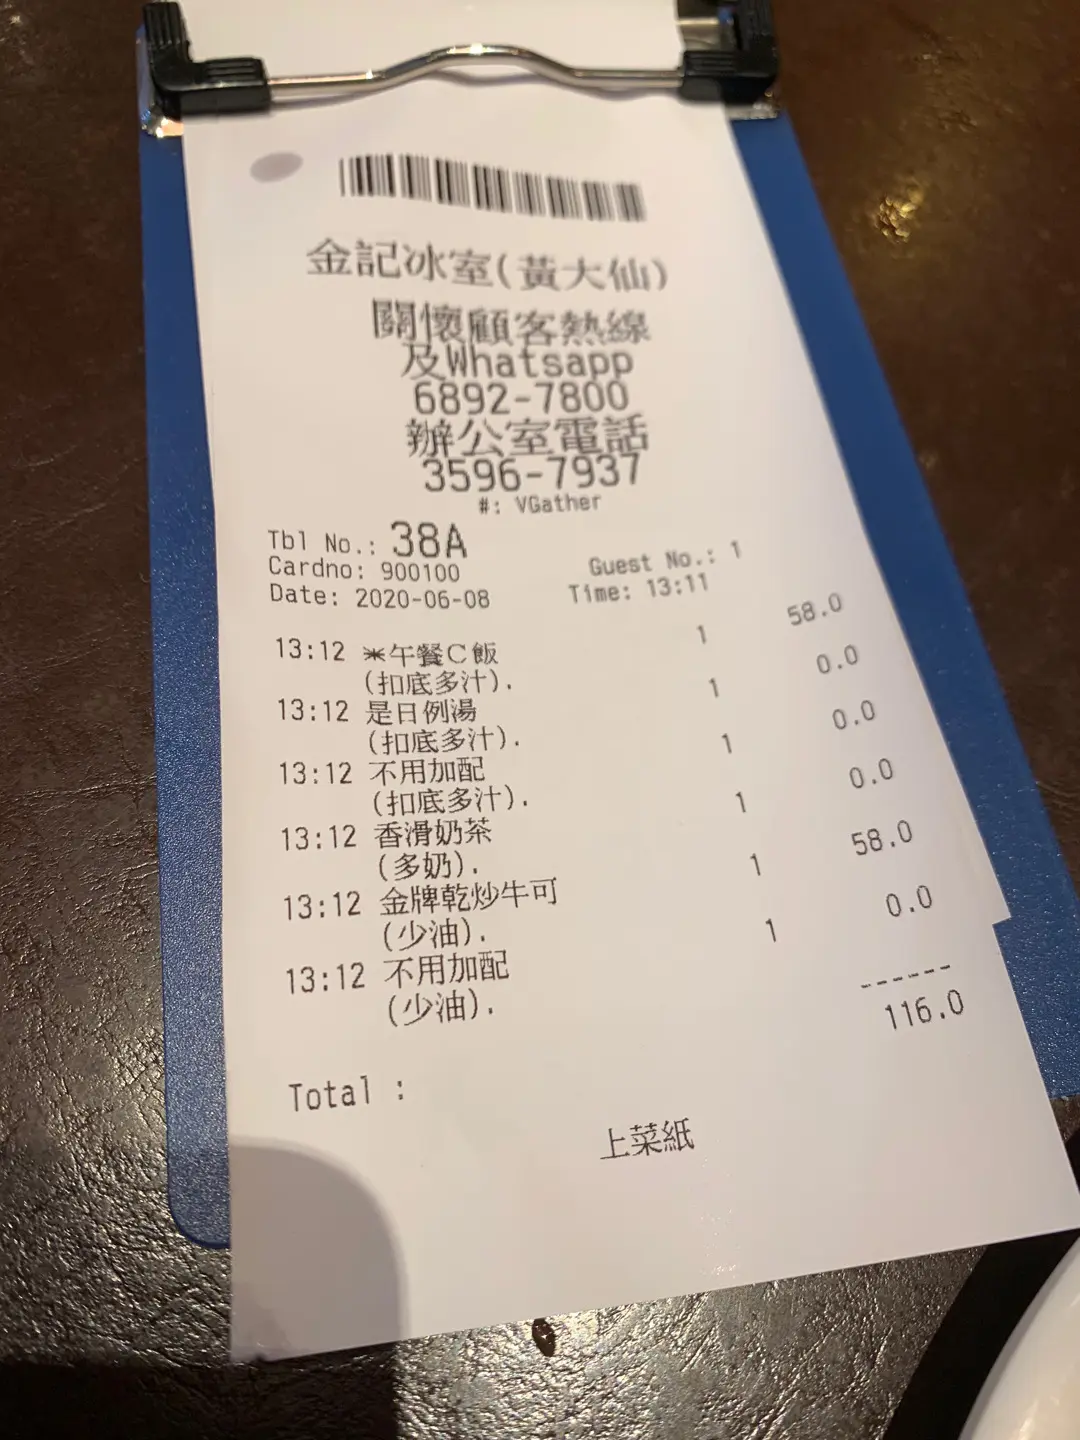 金記冰室(黃大仙)
關懷顧客熱線
及Whatsapp
6892-7800
辦公室電話
3596-7937
#: VGather
Tbl No.: 38A
Guest No.: 1
Cardno: 900100
Date: 2020-06-08 Time: 13:11
13:12 *午餐C飯 1 58.0
(扣底多汁).
13:12 是日例湯 1 0.0
(扣底多汁).
13:12 不用加配 1 0.0
(扣底多汁).
13:12 香滑奶茶 1 0.0
(多奶).
13:12 金牌乾炒牛可 1 58.0
(少油).
13:12 不用加配 1 0.0
(少油).
------
Total : 116.0
上菜紙